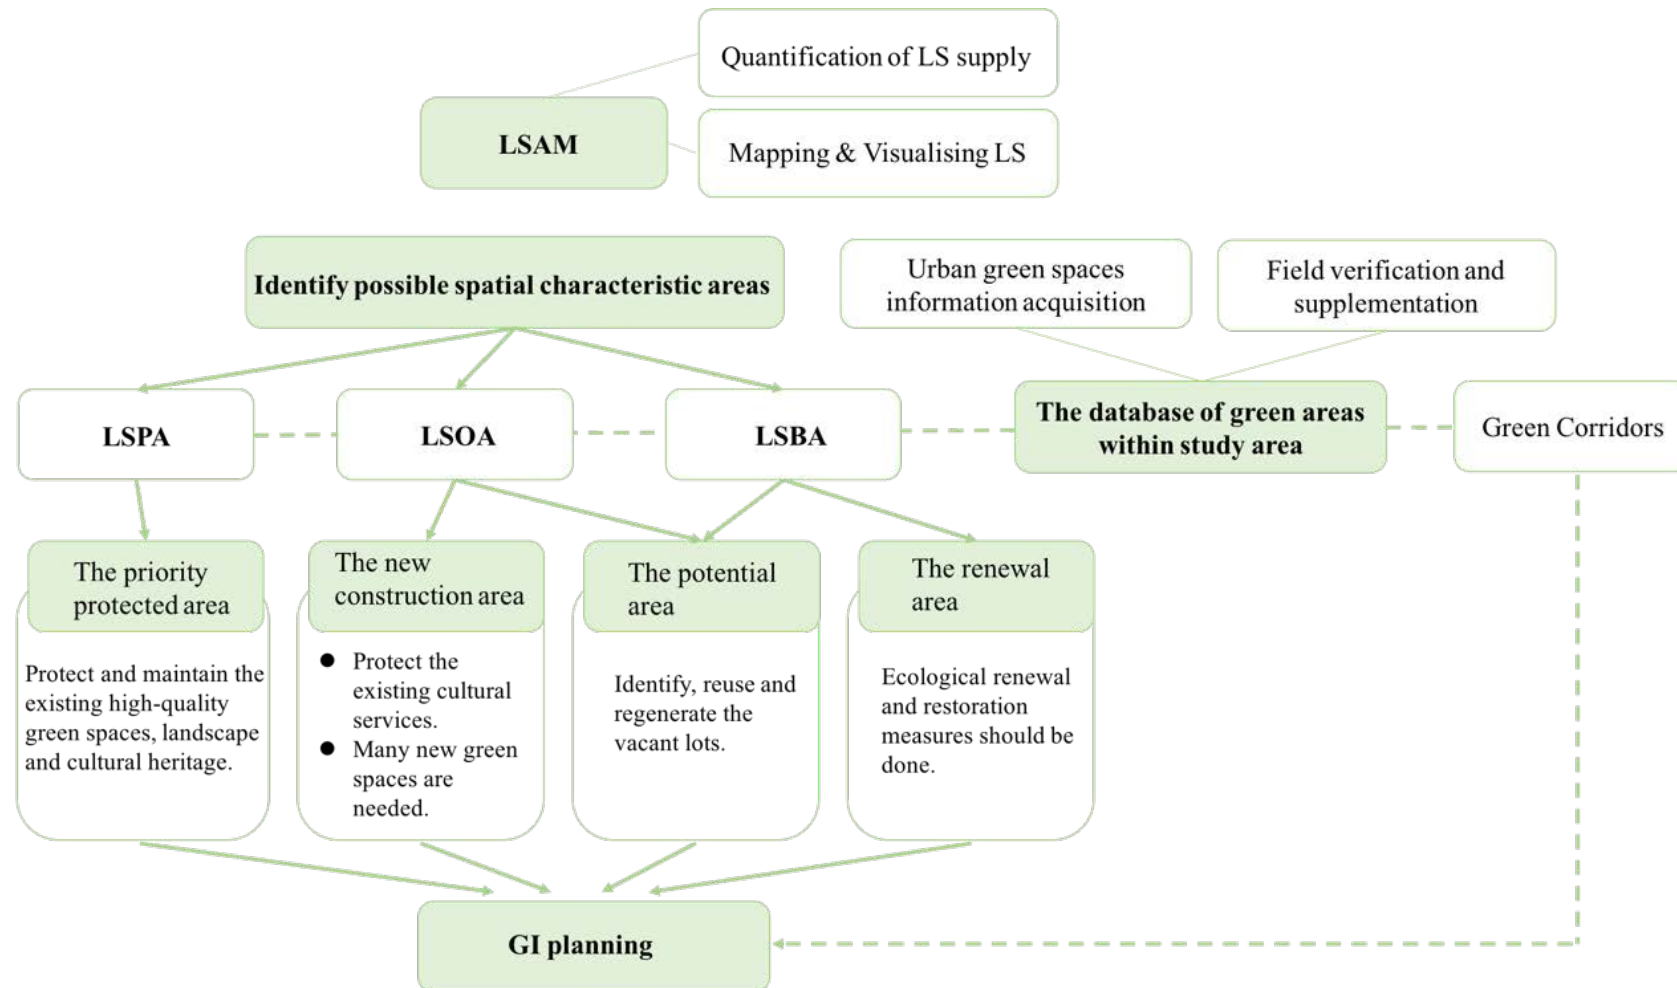 Quantification of LS supply
LSAM
Mapping & Visualising LS
Identify possible spatial characteristic areas
Urban green spaces
information acquisition
Field verification and
supplementation
LSPA
LSOA
LSBA
The database of green areas
within study area
Green Corridors
The priority
protected area
Protect and maintain the
existing high-quality
green spaces, landscape
and cultural heritage.
The new
construction area
● Protect the
existing cultural
services.
● Many new green
spaces are
needed.
The potential
area
Identify, reuse and
regenerate the
vacant lots.
The renewal
area
Ecological renewal
and restoration
measures should be
done.
GI planning